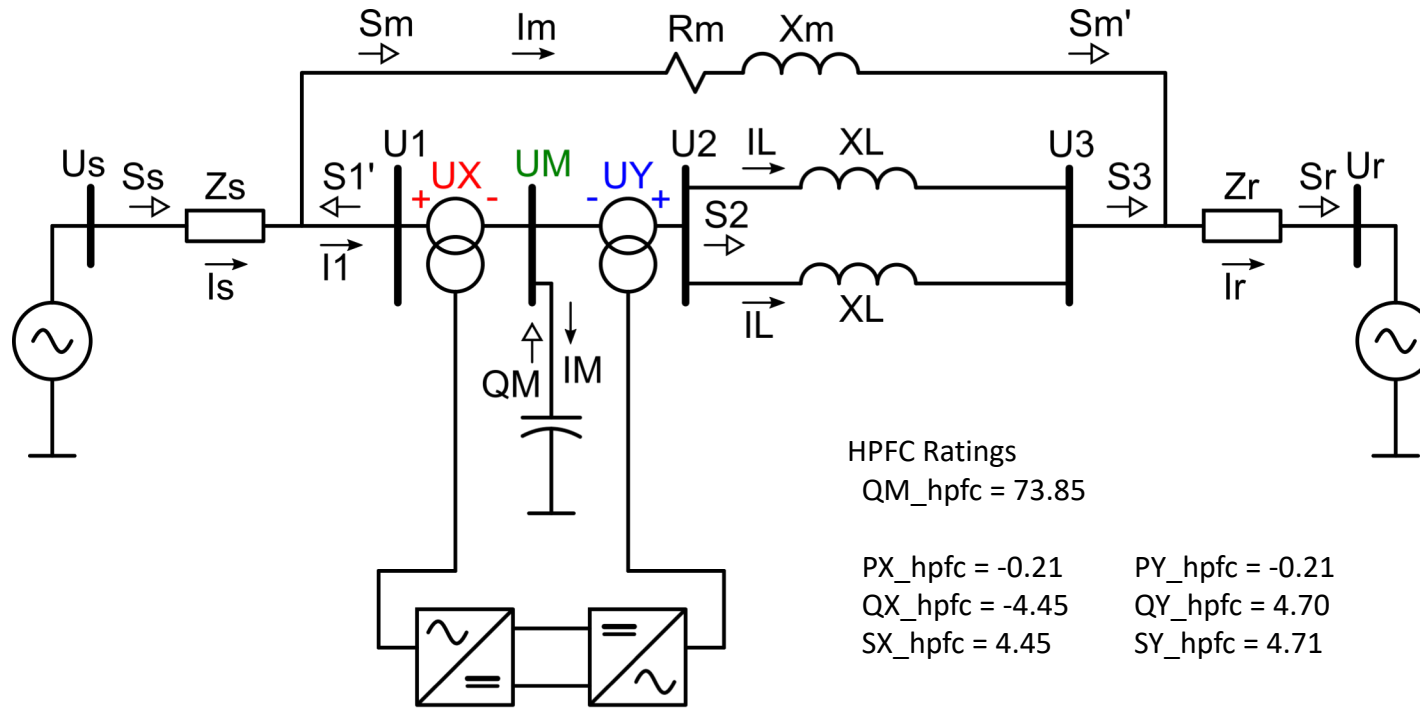 Sm Im Rm Xm Sm'
Us Ss Zs S1' U1 UX UM UY U2 IL XL U3 S3 Zr Sr Ur
+ - - +
S2
Is I1 Ir
QM IM IL XL
HPFC Ratings
QM_hpfc = 73.85
PX_hpfc = -0.21 PY_hpfc = -0.21
QX_hpfc = -4.45 QY_hpfc = 4.70
SX_hpfc = 4.45 SY_hpfc = 4.71